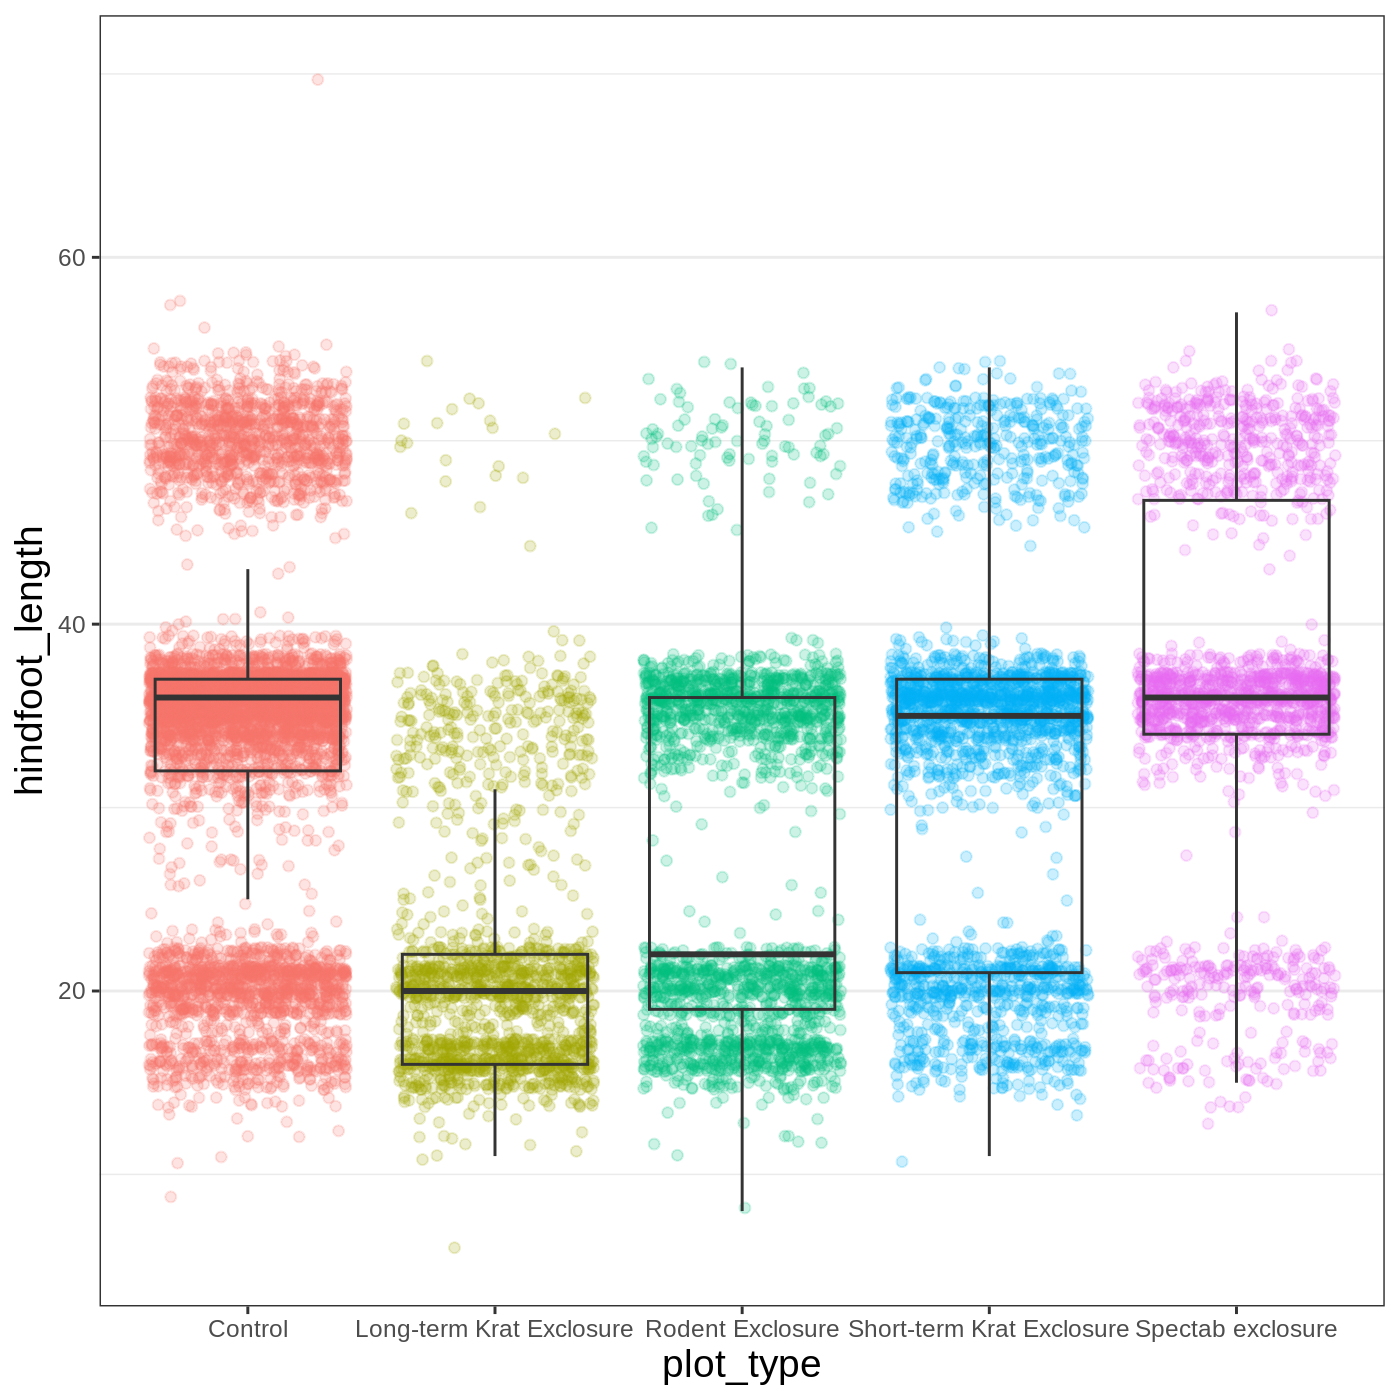 hindfoot_length
60
40
20
Control
Long-term Krat Exclosure
Rodent Exclosure
Short-term Krat Exclosure
Spectab exclosure
plot_type